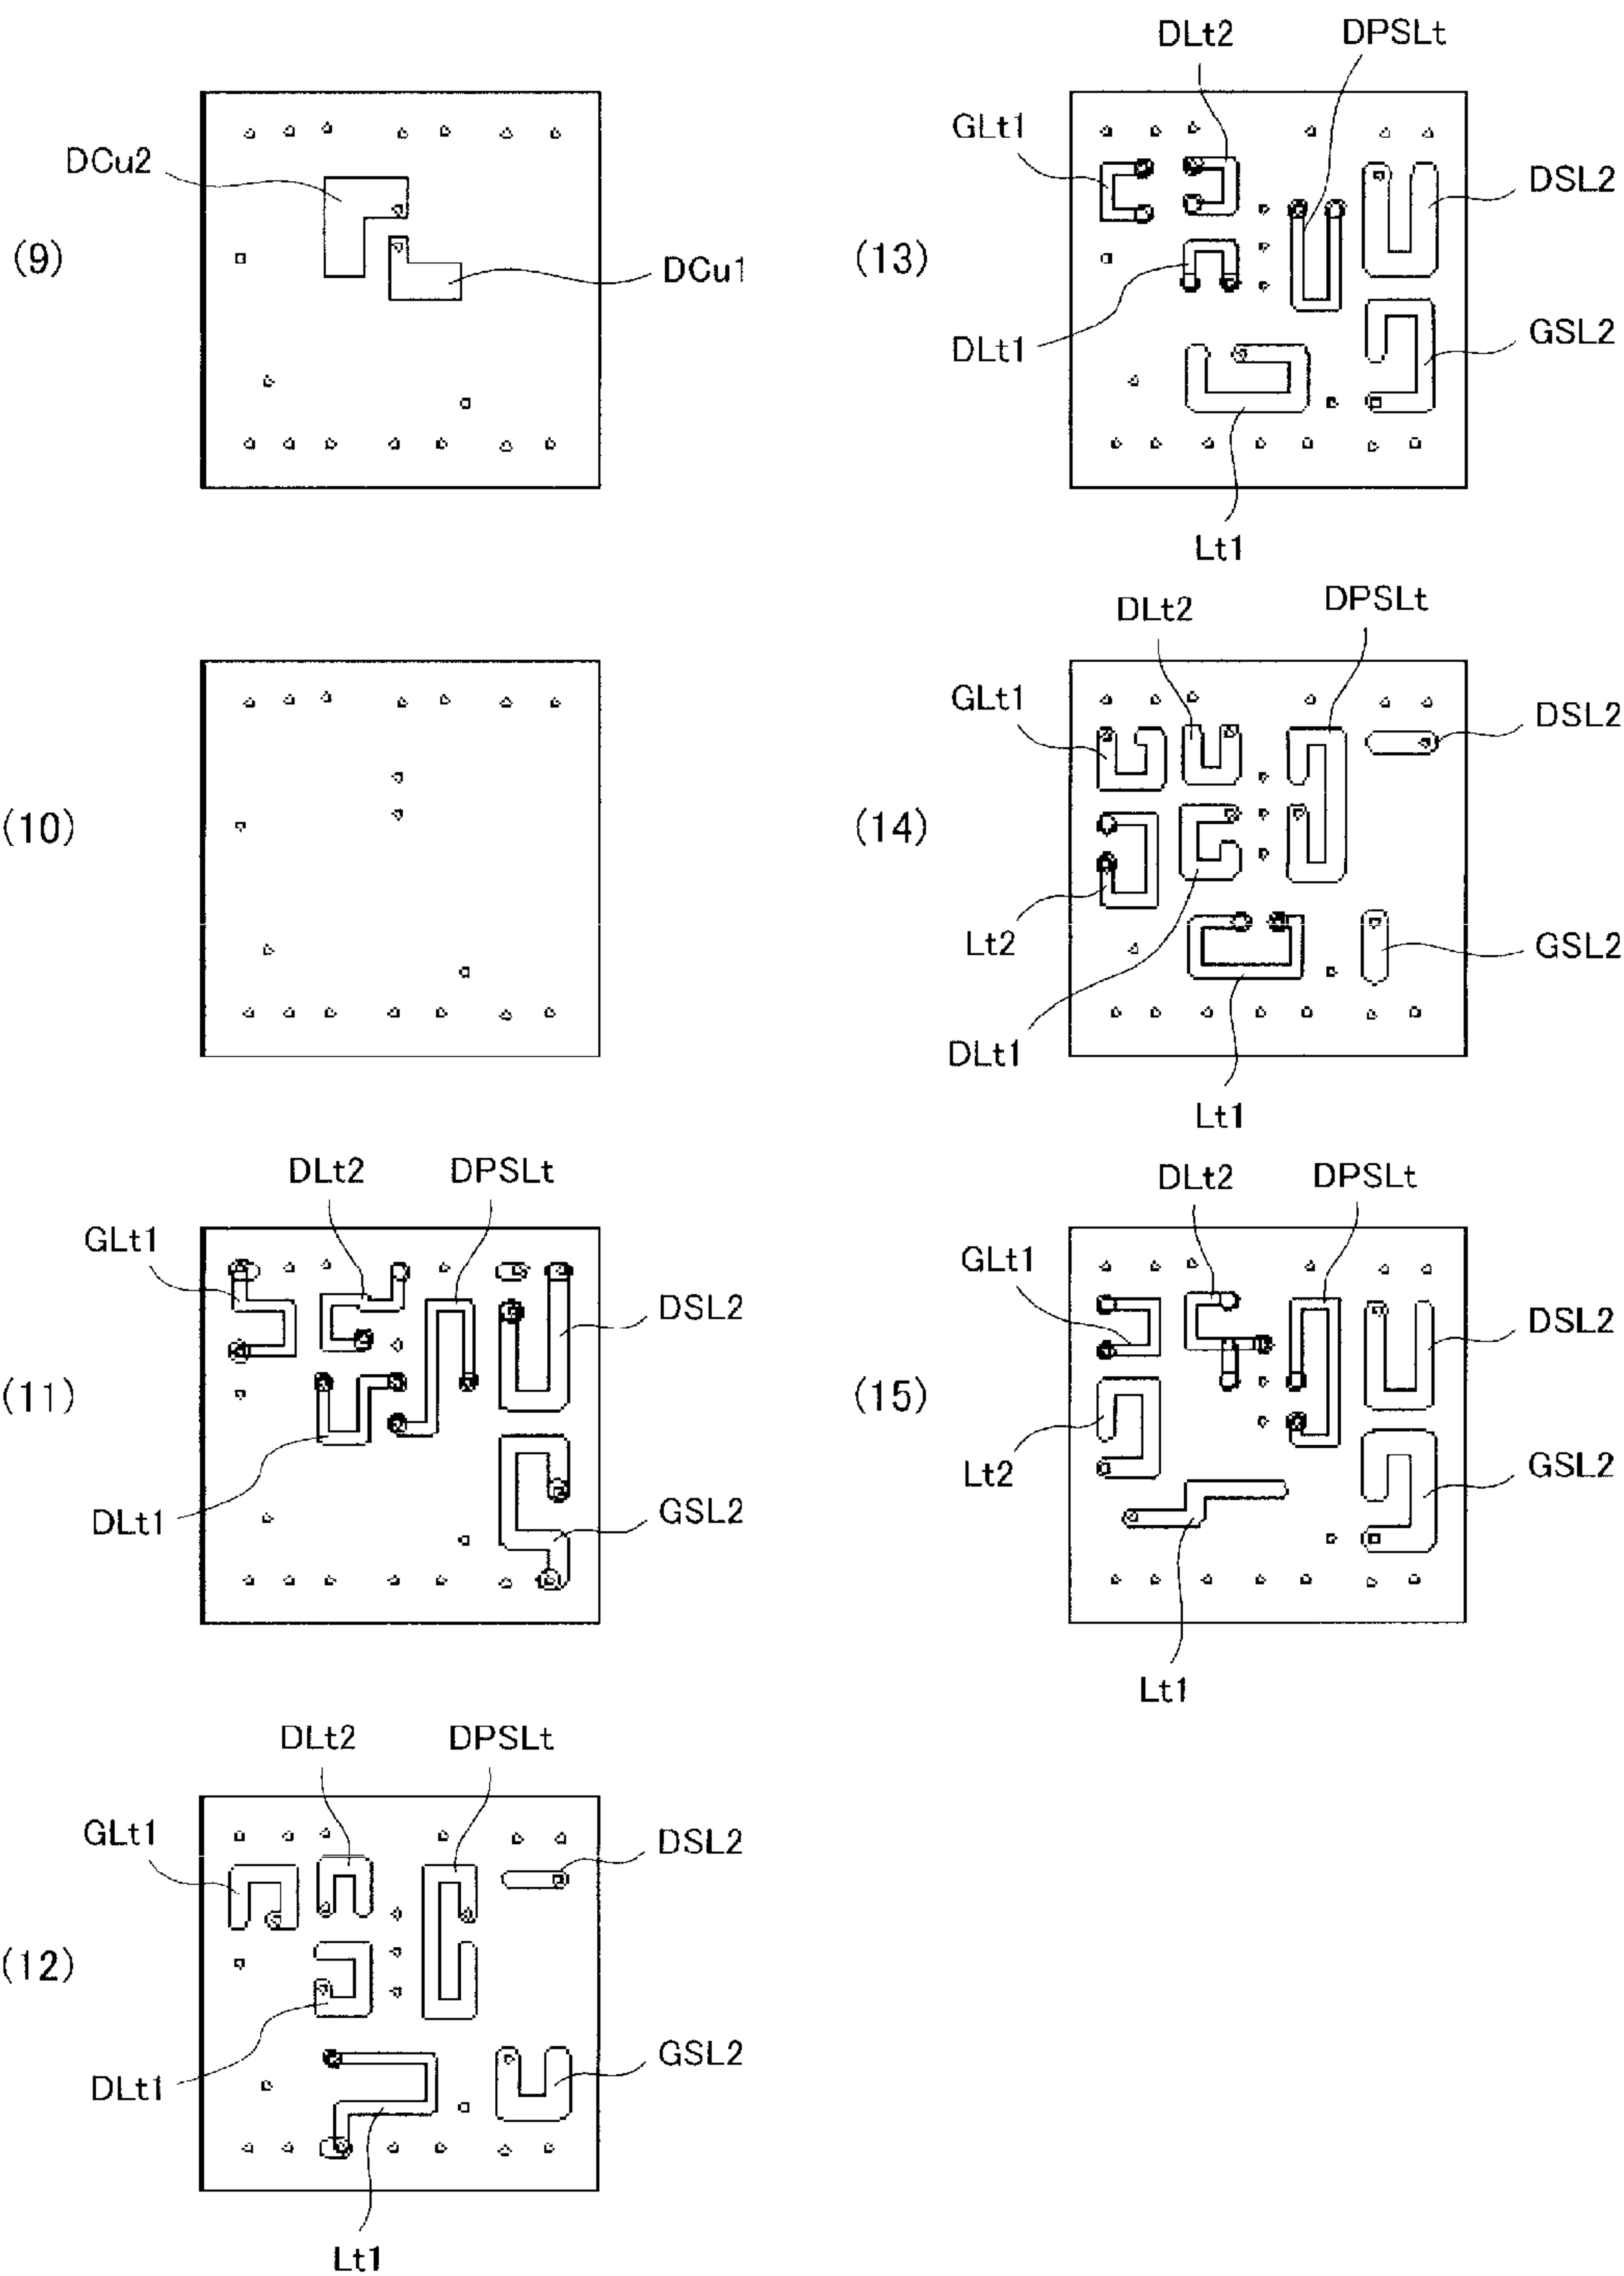 (9)
DCu2
DCu1
(10)
(11)
DLt2
DPSLt
GLt1
DSL2
DLt1
GSL2
(12)
DLt2
DPSLt
GLt1
DSL2
DLt1
GSL2
Lt1
(13)
DLt2
DPSLt
GLt1
DSL2
DLt1
GSL2
Lt1
(14)
DLt2
DPSLt
GLt1
DSL2
Lt2
GSL2
DLt1
Lt1
(15)
DLt2
DPSLt
GLt1
DSL2
Lt2
GSL2
Lt1